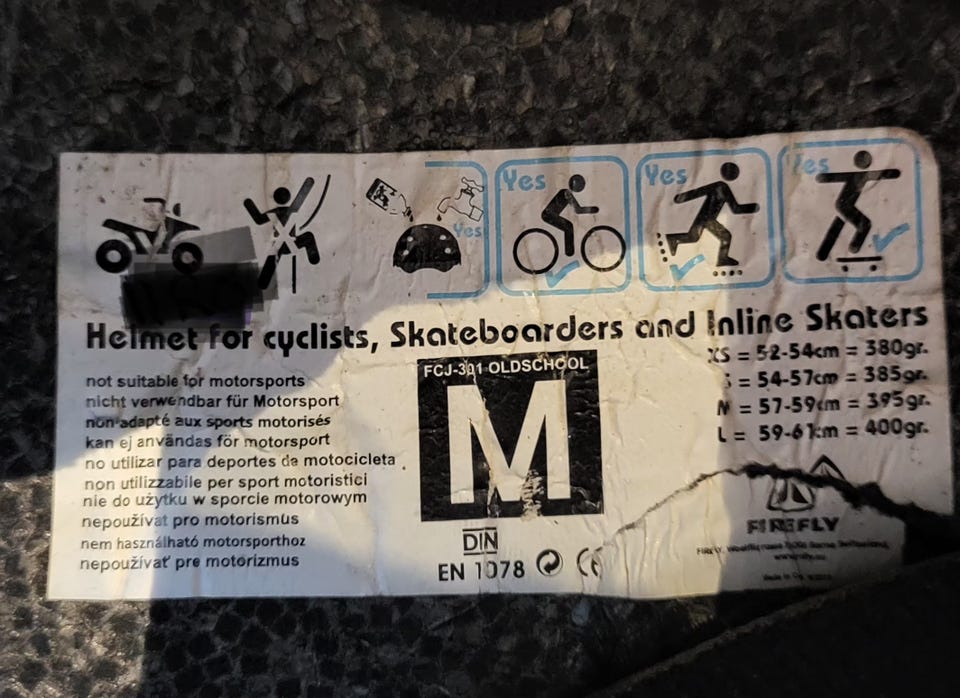 Yes
Yes
Yes
Yes
Helmet for cyclists, Skateboarders and Inline Skaters
not suitable for motorsports
nicht verwendbar für Motorsport
non adapté aux sports motorisés
kan ej användas för motorsport
no utilizar para deportes de motocicleta
non utilizzabile per sport motoristici
nie do użytku w sporcie motorowym
nepoužívat pro motorismus
nem használható motorsporthoz
nepoužívať pre motorizmus
FCJ-301 OLDSCHOOL
M
DIN
EN 1078
CE
XS = 52-54cm = 380gr.
S = 54-57cm = 385gr.
M = 57-59cm = 395gr.
L = 59-61cm = 400gr.
FIREFLY